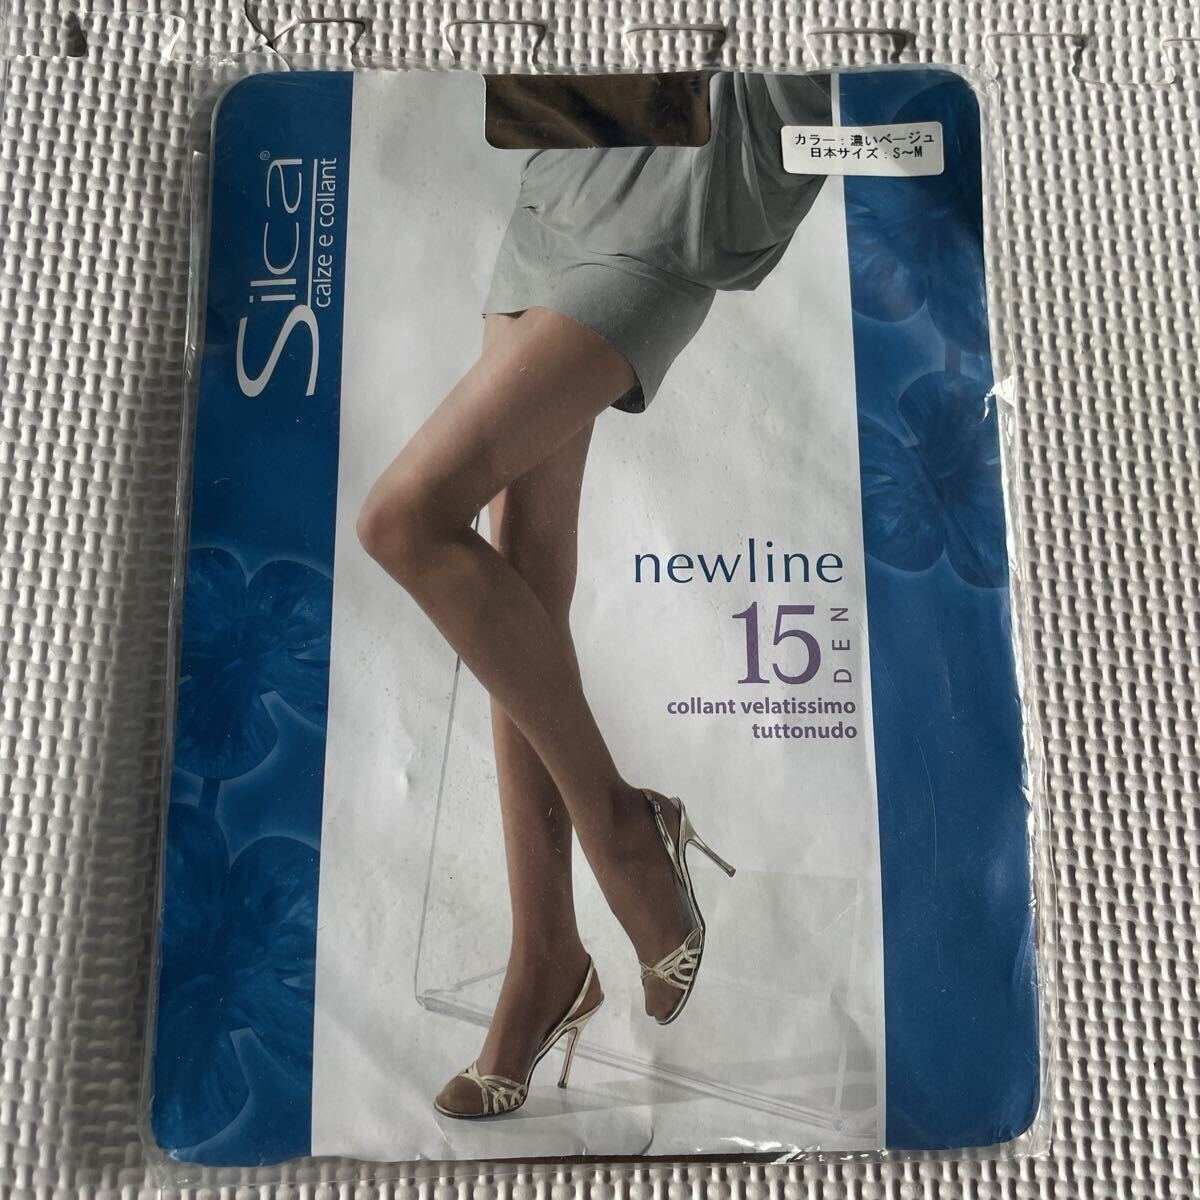 Silca®
calze e collant
カラー：濃いベージュ
日本サイズ：S～M
newline
15 DEN
collant velatissimo
tuttonudo